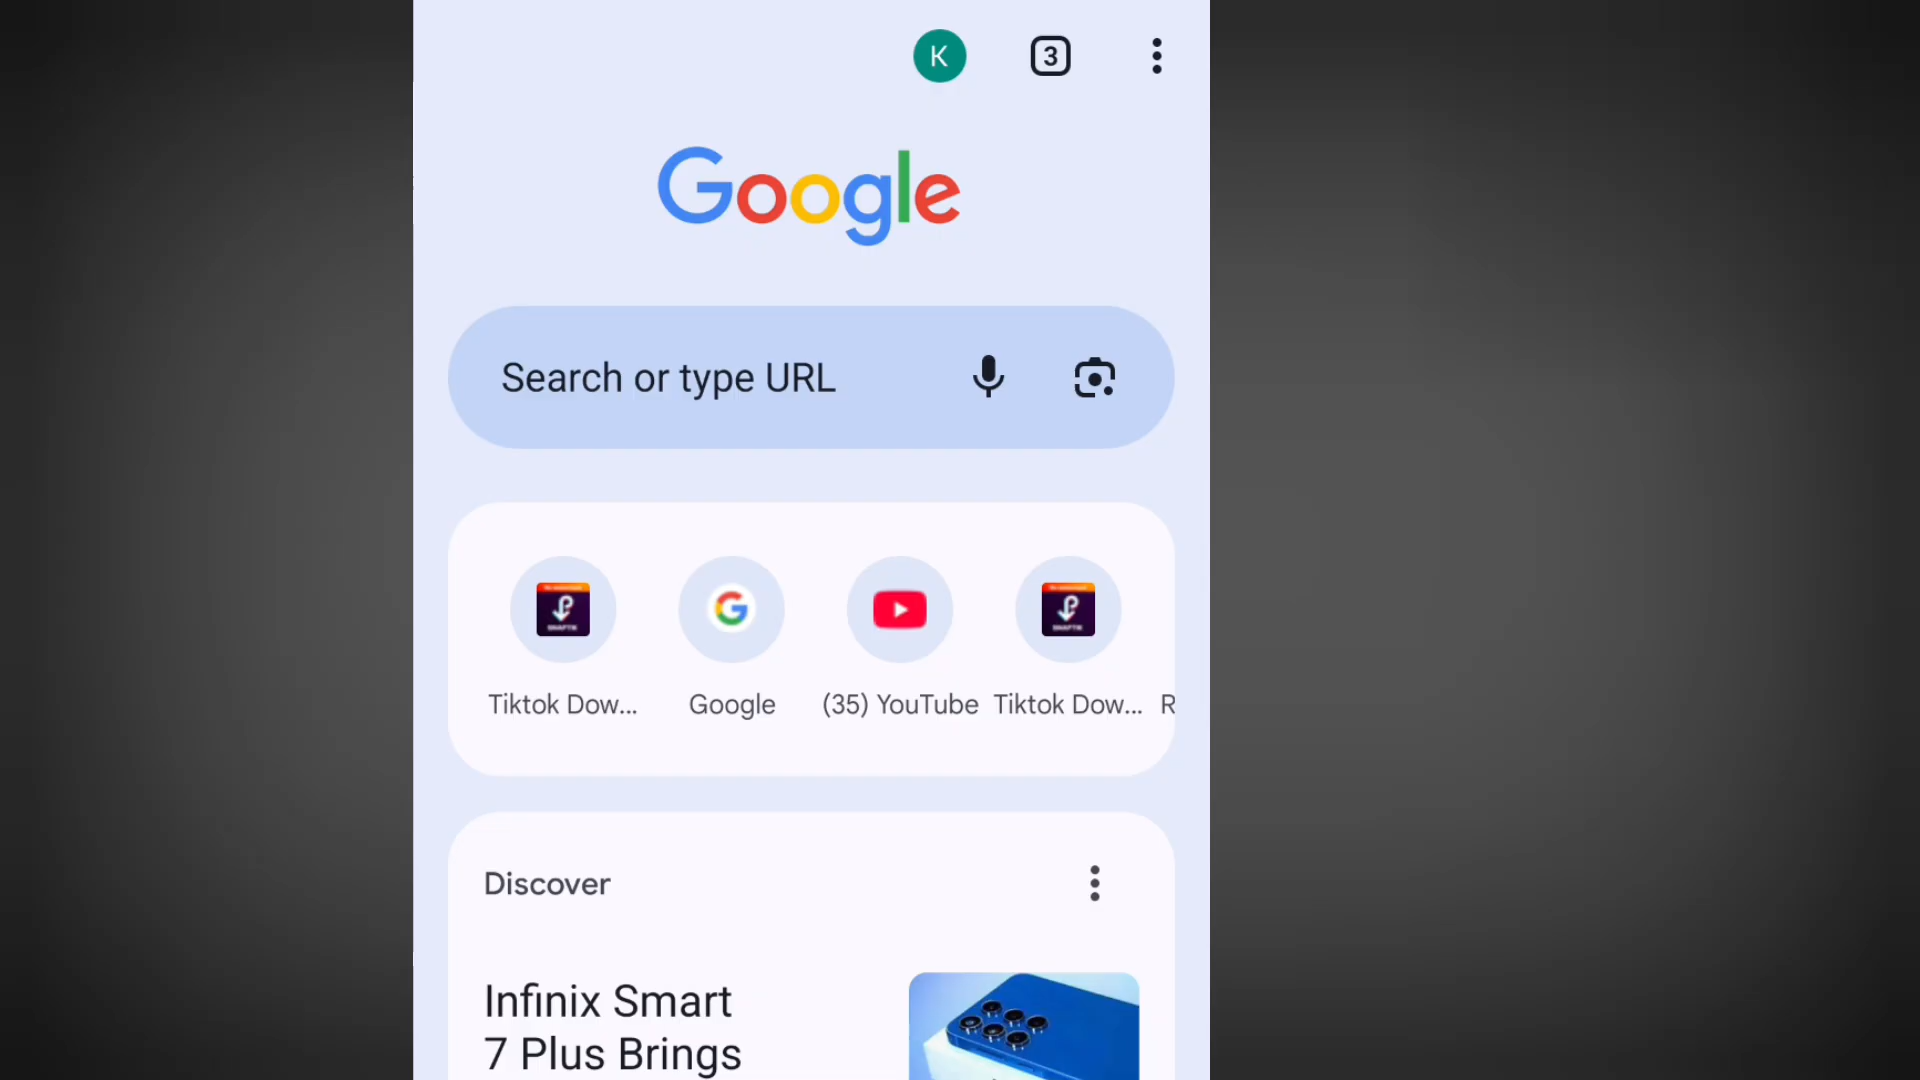 K
3
Google
Search or type URL
Tiktok Dow...
Google
(35) YouTube
Tiktok Dow...
R
Discover
Infinix Smart
7 Plus Brings